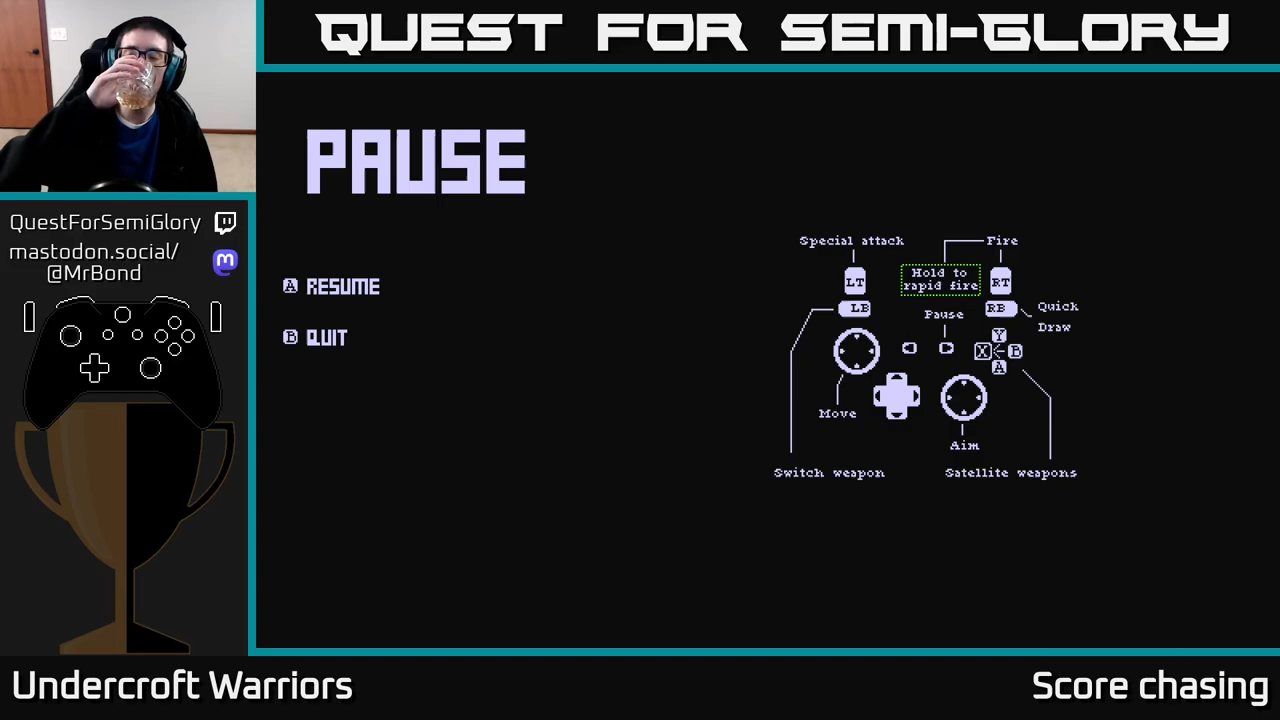 QUEST FOR SEMI-GLORY
QuestForSemiGlory
mastodon.social/
@MrBond
PAUSE
A RESUME
B QUIT
Special attack
Fire
LT
Hold to
rapid fire
RT
LB
RB
Quick
Draw
Pause
Y
X
B
A
Move
Aim
Switch weapon
Satellite weapons
Undercroft Warriors
Score chasing